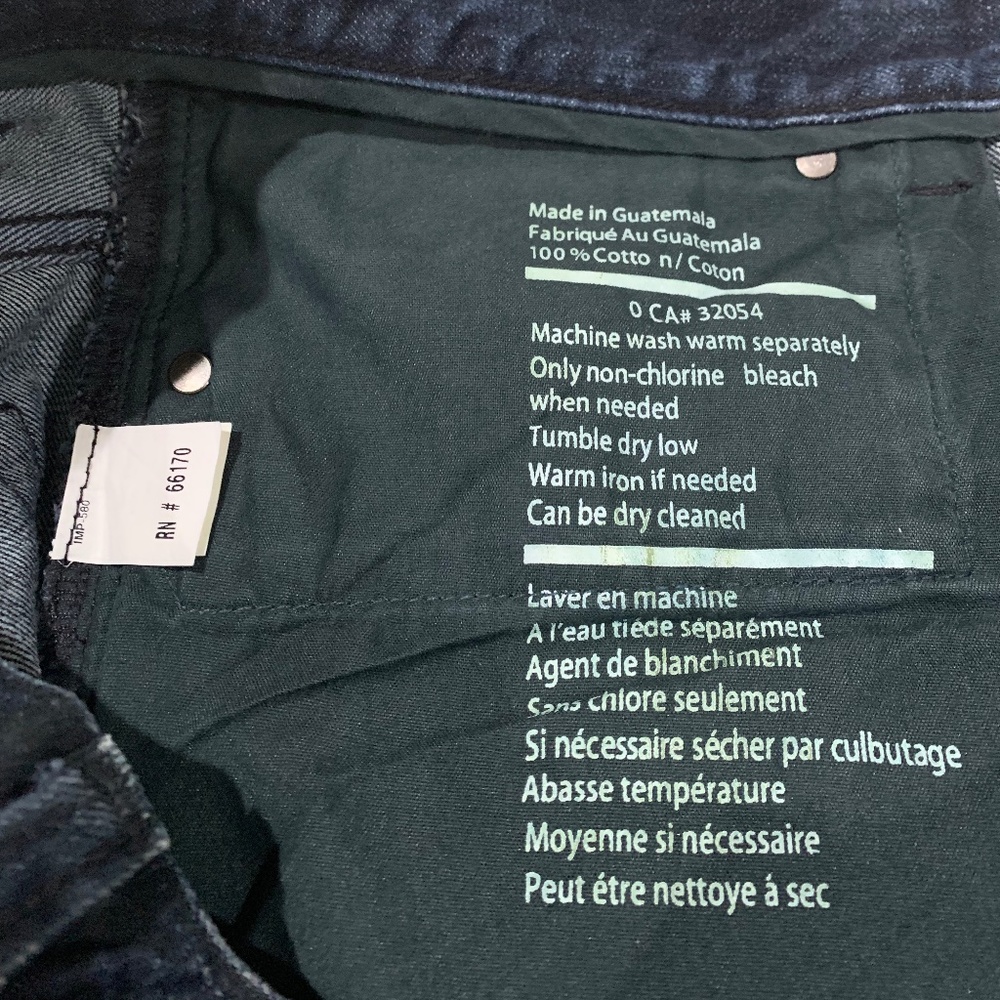 Made in Guatemala
Fabriqué Au Guatemala
100 % Cotto n / Coton
0 CA# 32054
Machine wash warm separately
Only non-chlorine bleach
when needed
Tumble dry low
Warm iron if needed
Can be dry cleaned
Laver en machine
A l'eau tiéde séparément
Agent de blanchiment
Sans chlore seulement
Si nécessaire sécher par culbutage
Abasse température
Moyenne si nécessaire
Peut étre nettoye á sec
RN # 66170
IMP 580